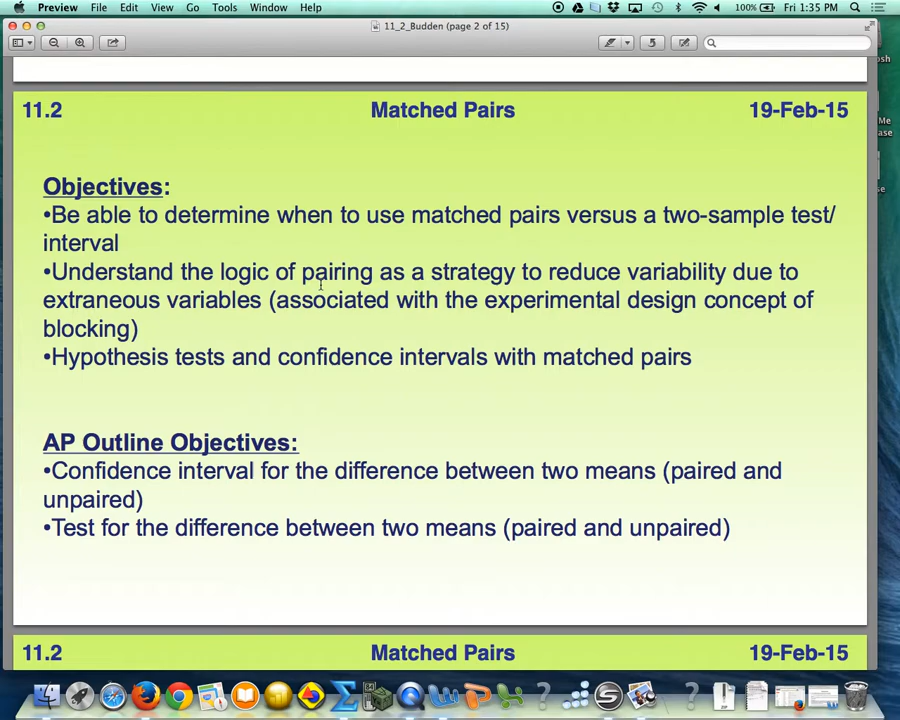 Preview File Edit View Go Tools Window Help 100% Fri 1:35 PM
11_2_Budden (page 2 of 15)
osh
Me
ase
se
11.2 Matched Pairs 19-Feb-15
Objectives:
•Be able to determine when to use matched pairs versus a two-sample test/
interval
•Understand the logic of pairing as a strategy to reduce variability due to
extraneous variables (associated with the experimental design concept of
blocking)
•Hypothesis tests and confidence intervals with matched pairs
AP Outline Objectives:
•Confidence interval for the difference between two means (paired and
unpaired)
•Test for the difference between two means (paired and unpaired)
11.2 Matched Pairs 19-Feb-15